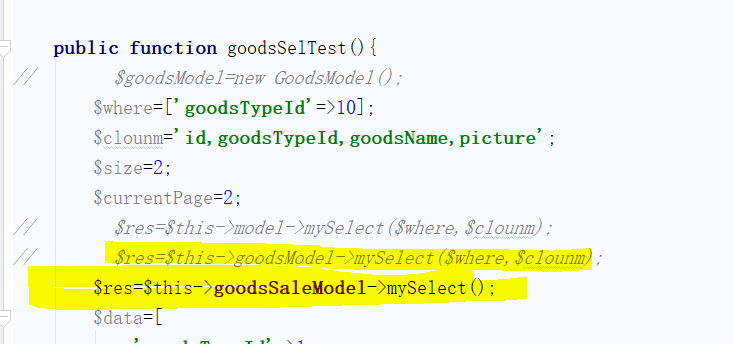 public function goodsSelTest(){
// $goodsModel=new GoodsModel();
$where=['goodsTypeId'=>10];
$clounm='id,goodsTypeId,goodsName,picture';
$size=2;
$currentPage=2;
// $res=$this->model->mySelect($where,$clounm);
// $res=$this->goodsModel->mySelect($where,$clounm);
$res=$this->goodsSaleModel->mySelect();
$data=[